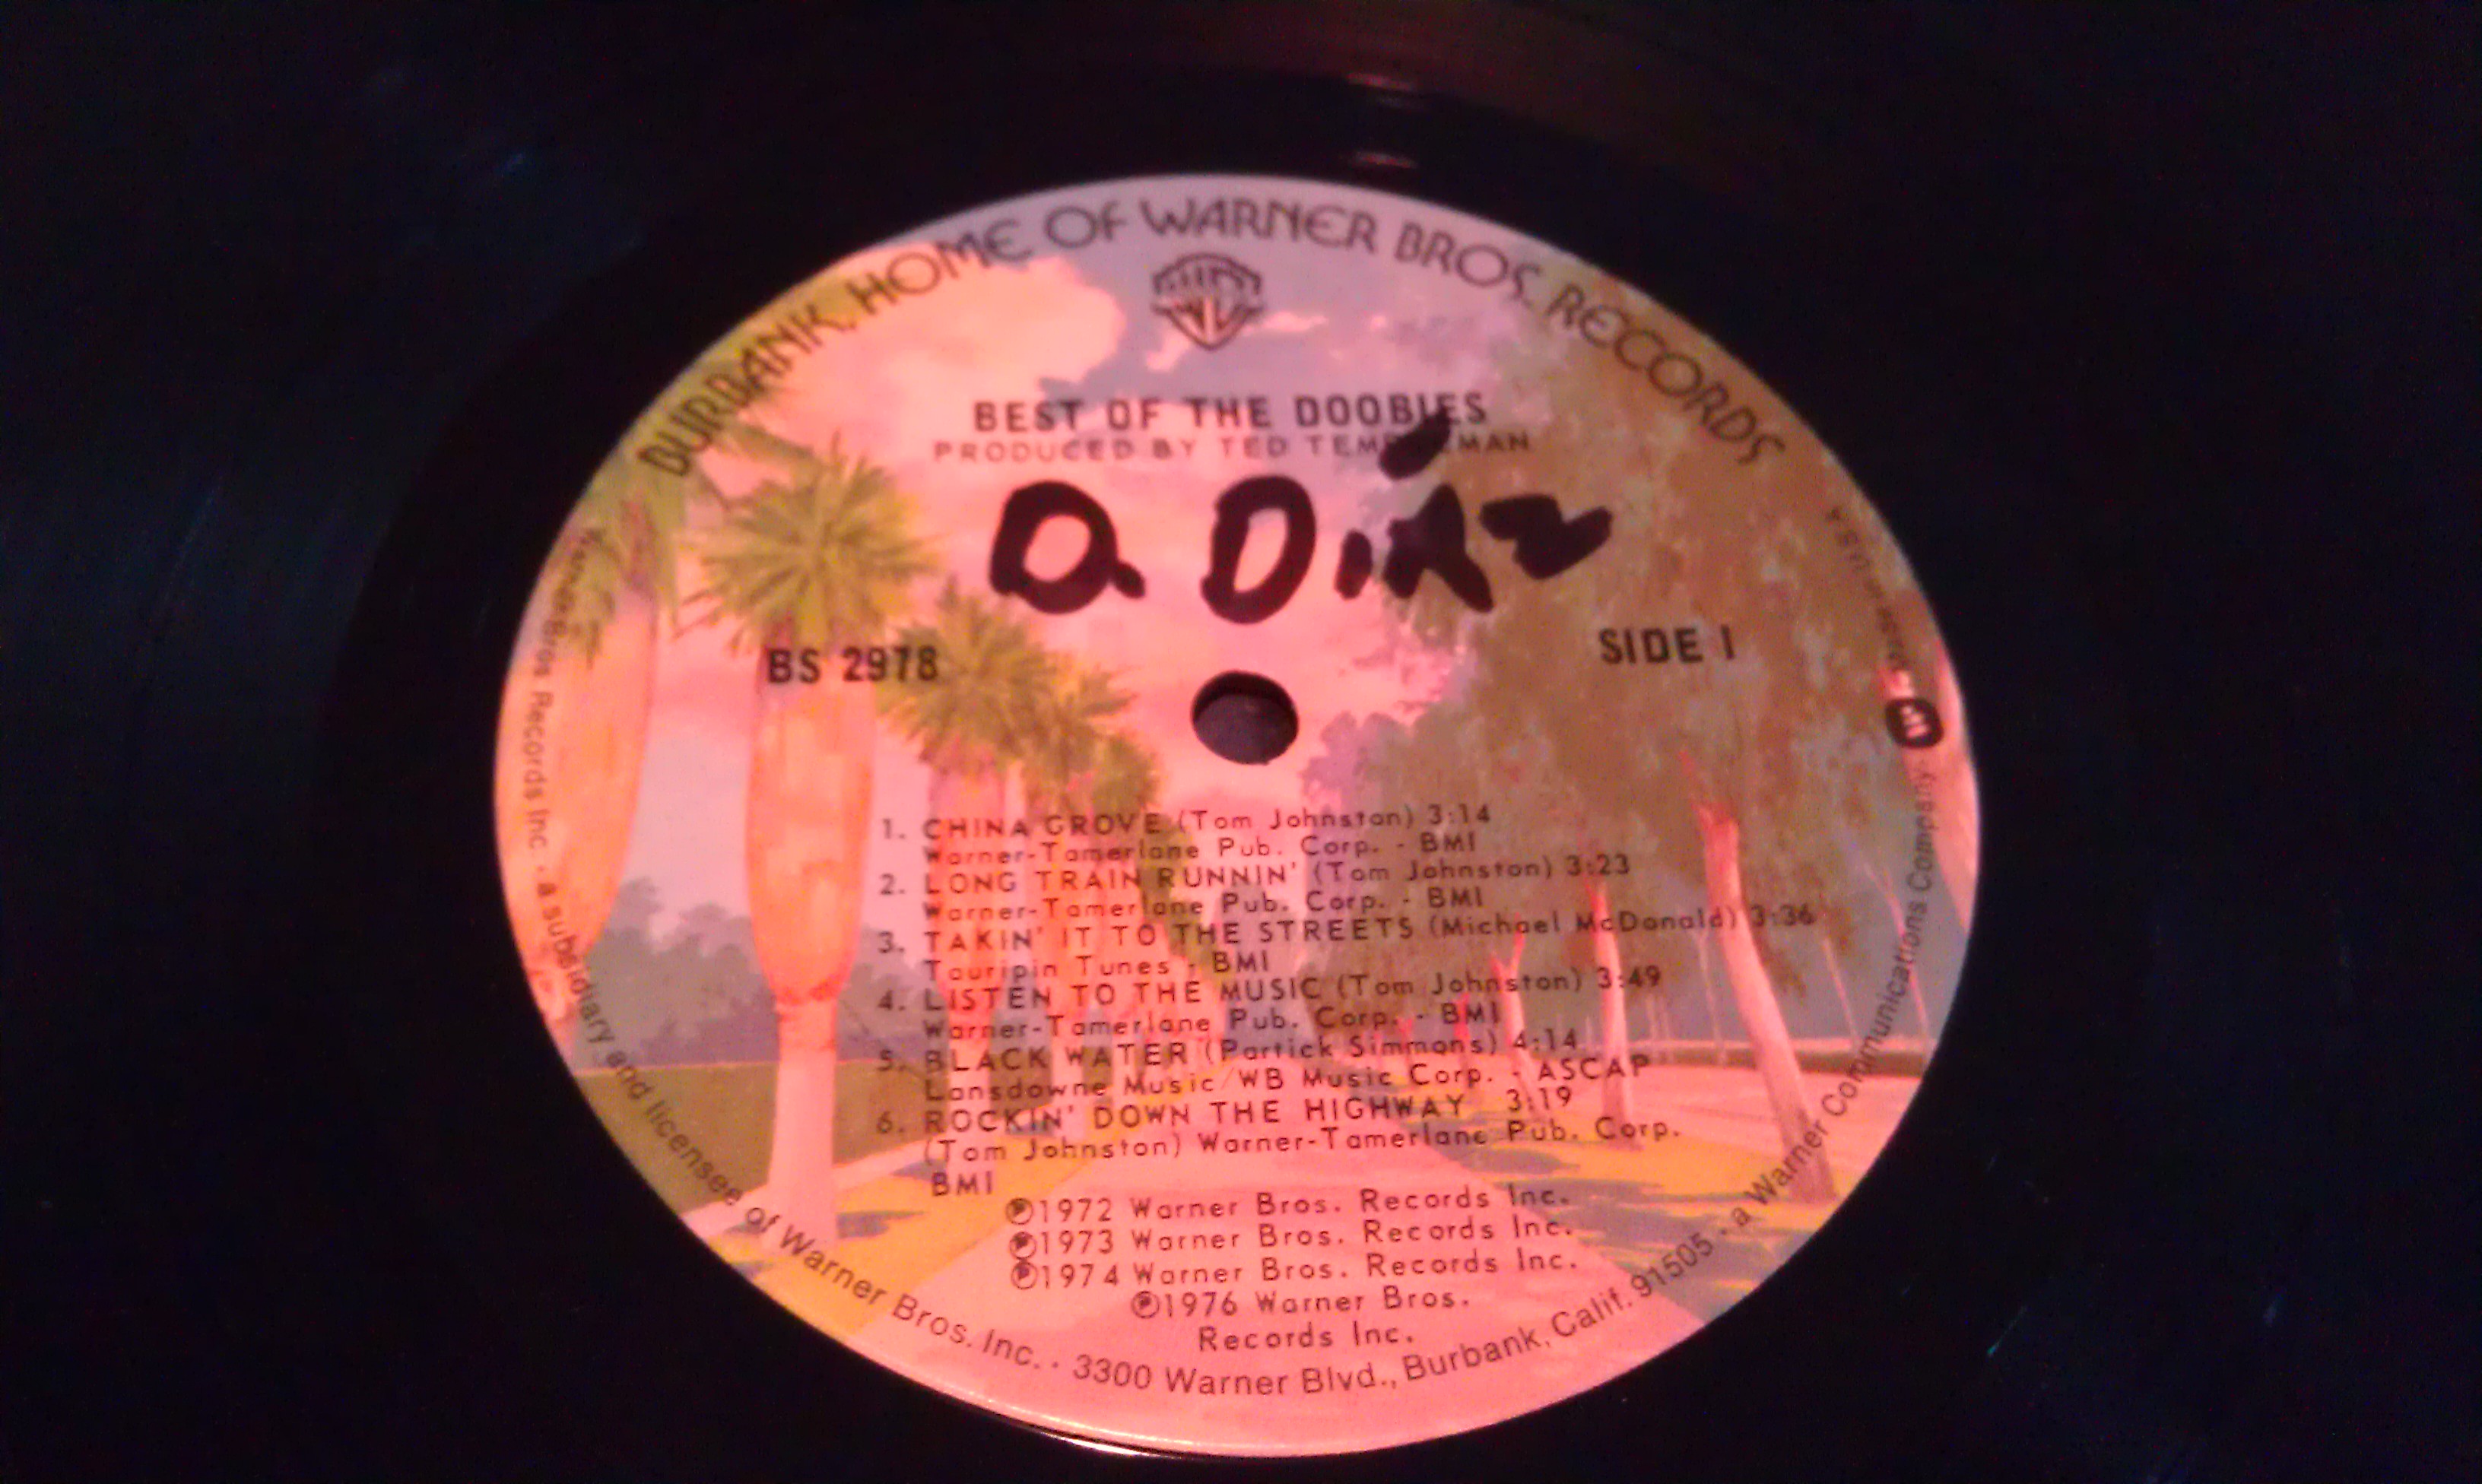 BURBANK, HOME OF WARNER BROS. RECORDS
BEST OF THE DOOBIES
PRODUCED BY TED TEMPLEMAN
D. DíAz
BS 2978
SIDE 1
1. CHINA GROVE (Tom Johnston) 3:14
Warner-Tamerlane Pub. Corp. - BMI
2. LONG TRAIN RUNNIN' (Tom Johnston) 3:23
Warner-Tamerlane Pub. Corp. - BMI
3. TAKIN' IT TO THE STREETS (Michael McDonald) 3:36
Tauripin Tunes - BMI
4. LISTEN TO THE MUSIC (Tom Johnston) 3:49
Warner-Tamerlane Pub. Corp. - BMI
5. BLACK WATER (Partick Simmons) 4:14
Lansdowne Music/WB Music Corp. - ASCAP
6. ROCKIN' DOWN THE HIGHWAY 3:19
(Tom Johnston) Warner-Tamerlane Pub. Corp.
BMI
℗1972 Warner Bros. Records Inc.
℗1973 Warner Bros. Records Inc.
℗1974 Warner Bros. Records Inc.
℗1976 Warner Bros.
Records Inc.
Warner Bros. Records Inc. · a subsidiary and licensee of Warner Bros. Inc. · 3300 Warner Blvd., Burbank, Calif. 91505 · a Warner Communications Company